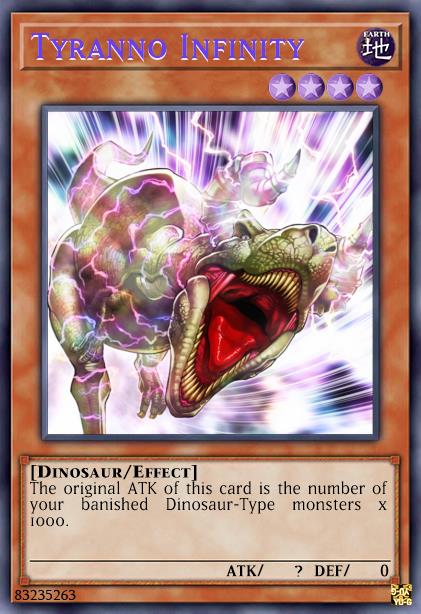 Tyranno Infinity
EARTH
地
[Dinosaur/Effect]
The original ATK of this card is the number of
your banished Dinosaur-Type monsters x
1000.
ATK/ ? DEF/ 0
83235263